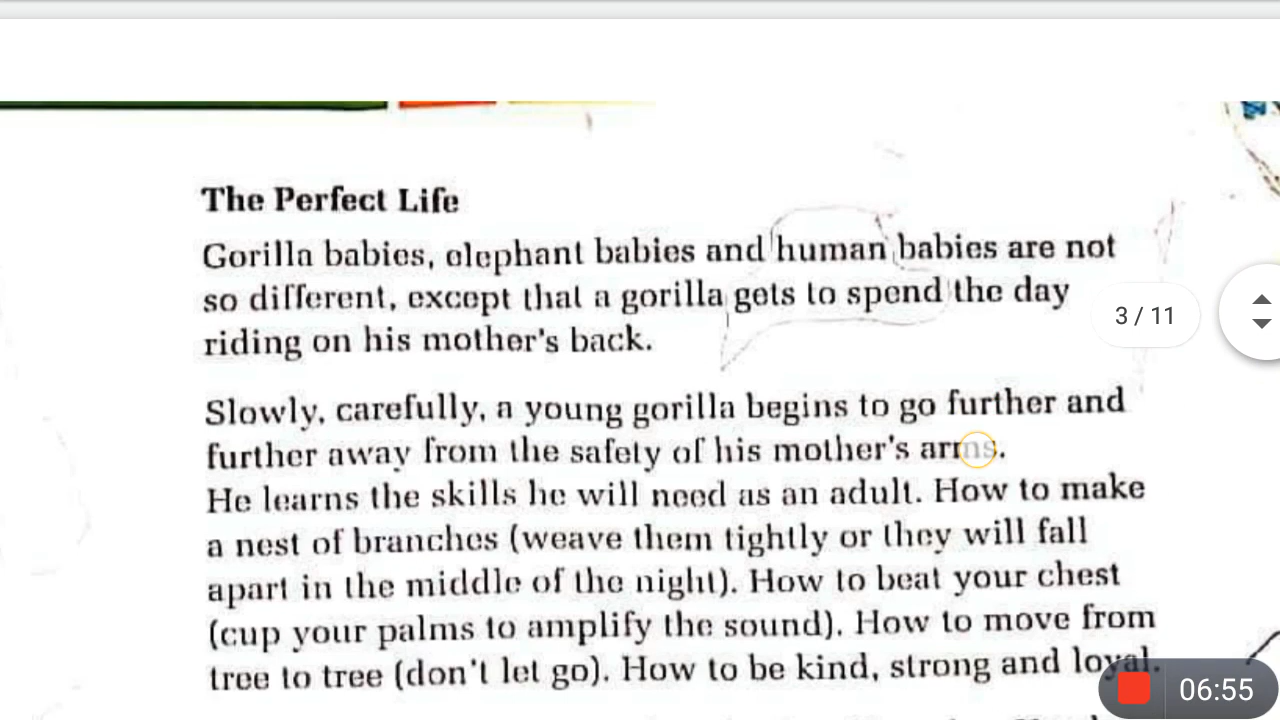 The Perfect Life
Gorilla babies, elephant babies and human babies are not
so different, except that a gorilla gets to spend the day
3 / 11
riding on his mother's back.
Slowly, carefully, a young gorilla begins to go further and
further away from the safety of his mother's arms.
He learns the skills he will need as an adult. How to make
a nest of branches (weave them tightly or they will fall
apart in the middle of the night). How to beat your chest
(cup your palms to amplify the sound). How to move from
tree to tree (don't let go). How to be kind, strong and loyal.
06:55